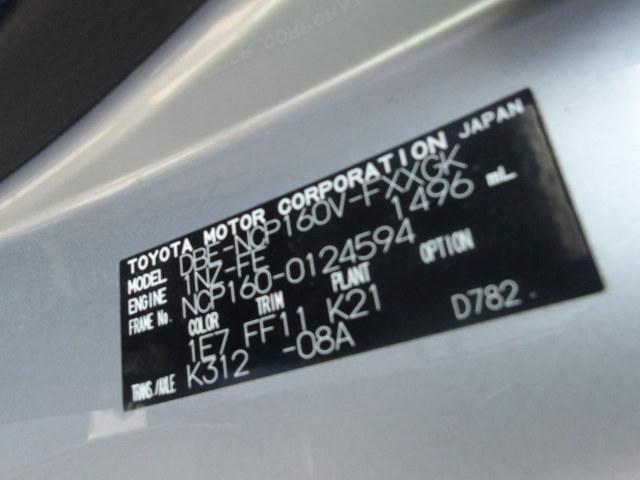 TOYOTA MOTOR CORPORATION JAPAN
MODEL DBE-NCP160V-FXXGK
ENGINE 1NZ-FE 1496 mL
FRAME No. NCP160-0124594
COLOR TRIM PLANT OPTION
1E7 FF11 K21
TRANS./AXLE K312 -08A D782